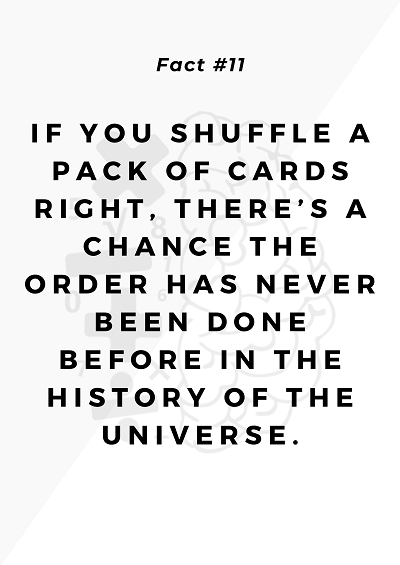 Fact #11
IF YOU SHUFFLE A
PACK OF CARDS
RIGHT, THERE’S A
CHANCE THE
ORDER HAS NEVER
BEEN DONE
BEFORE IN THE
HISTORY OF THE
UNIVERSE.